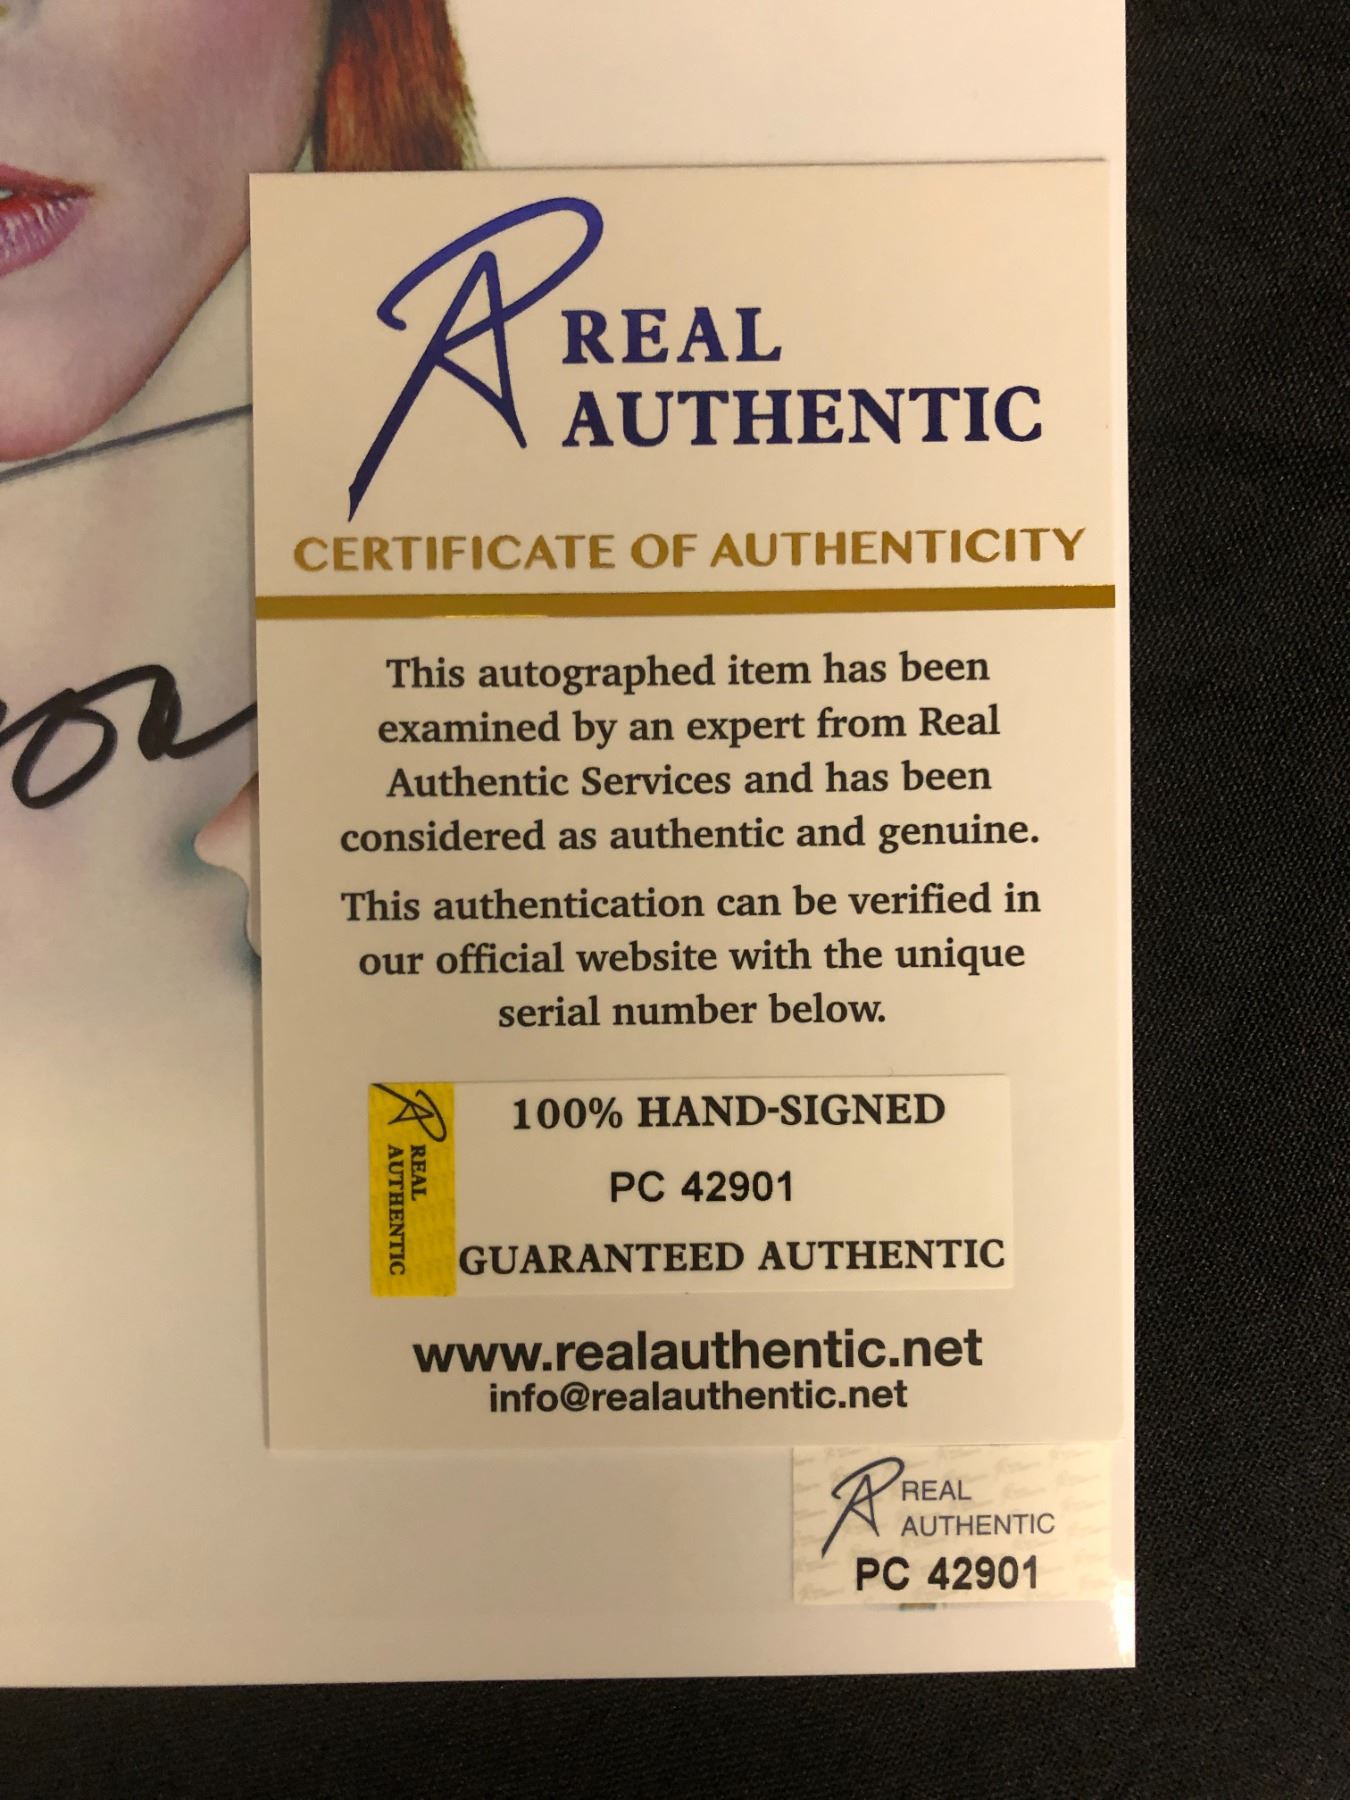 REAL
AUTHENTIC
CERTIFICATE OF AUTHENTICITY
This autographed item has been
examined by an expert from Real
Authentic Services and has been
considered as authentic and genuine.
This authentication can be verified in
our official website with the unique
serial number below.
REAL
AUTHENTIC
100% HAND-SIGNED
PC 42901
GUARANTEED AUTHENTIC
www.realauthentic.net
info@realauthentic.net
REAL
AUTHENTIC
PC 42901